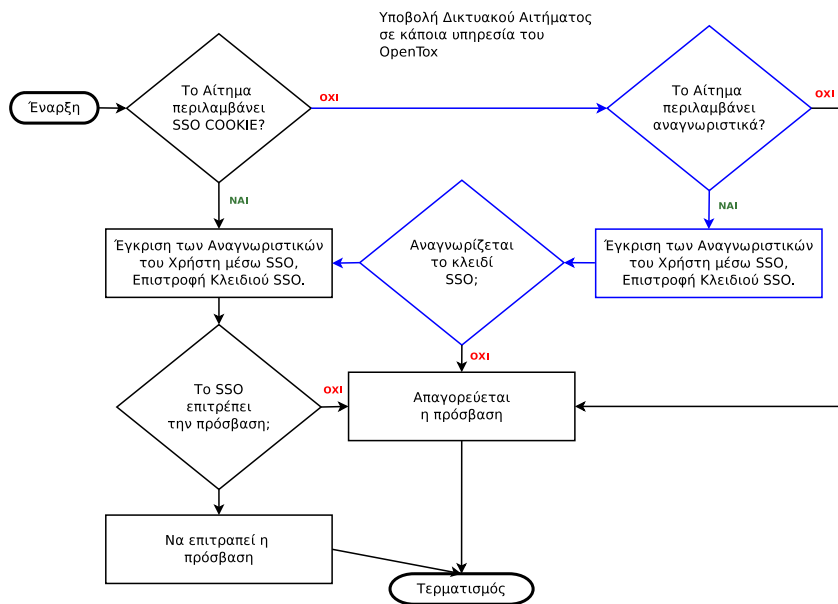 Υποβολή Δικτυακού Αιτήματος
σε κάποια υπηρεσία του
OpenTox
Έναρξη
Το Αίτημα
περιλαμβάνει
SSO COOKIE?
ΟΧΙ
Το Αίτημα
περιλαμβάνει
αναγνωριστικά?
ΟΧΙ
ΝΑΙ
ΝΑΙ
Έγκριση των Αναγνωριστικών
του Χρήστη μέσω SSO,
Επιστροφή Κλειδιού SSO.
Αναγνωρίζεται
το κλειδί
SSO;
Έγκριση των Αναγνωριστικών
του Χρήστη μέσω SSO,
Επιστροφή Κλειδιού SSO.
ΟΧΙ
Το SSO
επιτρέπει
την πρόσβαση;
ΟΧΙ
Απαγορεύεται
η πρόσβαση
Να επιτραπεί η
πρόσβαση
Τερματισμός